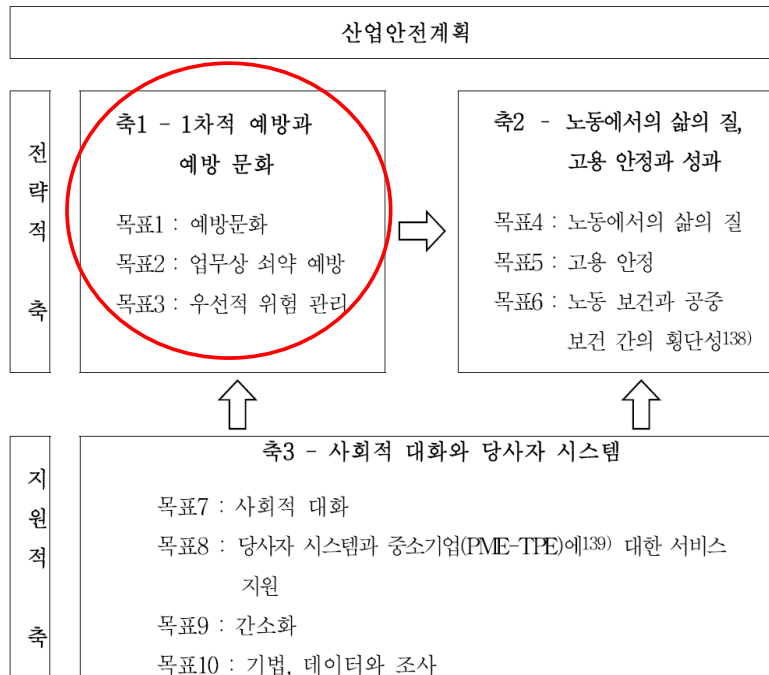 산업안전계획
전략적 축
축1 - 1차적 예방과
예방 문화
목표1 : 예방문화
목표2 : 업무상 쇠약 예방
목표3 : 우선적 위험 관리
축2 - 노동에서의 삶의 질,
고용 안정과 성과
목표4 : 노동에서의 삶의 질
목표5 : 고용 안정
목표6 : 노동 보건과 공중
보건 간의 횡단성138)
지원적 축
축3 - 사회적 대화와 당사자 시스템
목표7 : 사회적 대화
목표8 : 당사자 시스템과 중소기업(PME-TPE)에139) 대한 서비스
지원
목표9 : 간소화
목표10 : 기법, 데이터와 조사